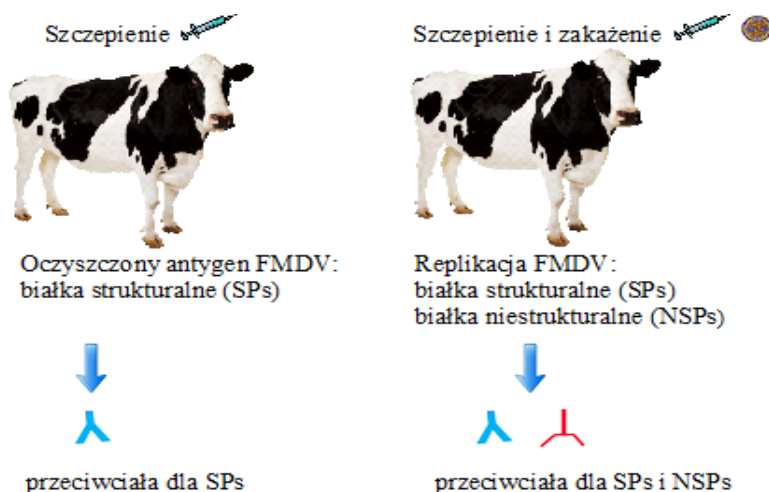 Szczepienie
Szczepienie i zakażenie
Oczyszczony antygen FMDV:
białka strukturalne (SPs)
Replikacja FMDV:
białka strukturalne (SPs)
białka niestrukturalne (NSPs)
przeciwciała dla SPs
przeciwciała dla SPs i NSPs